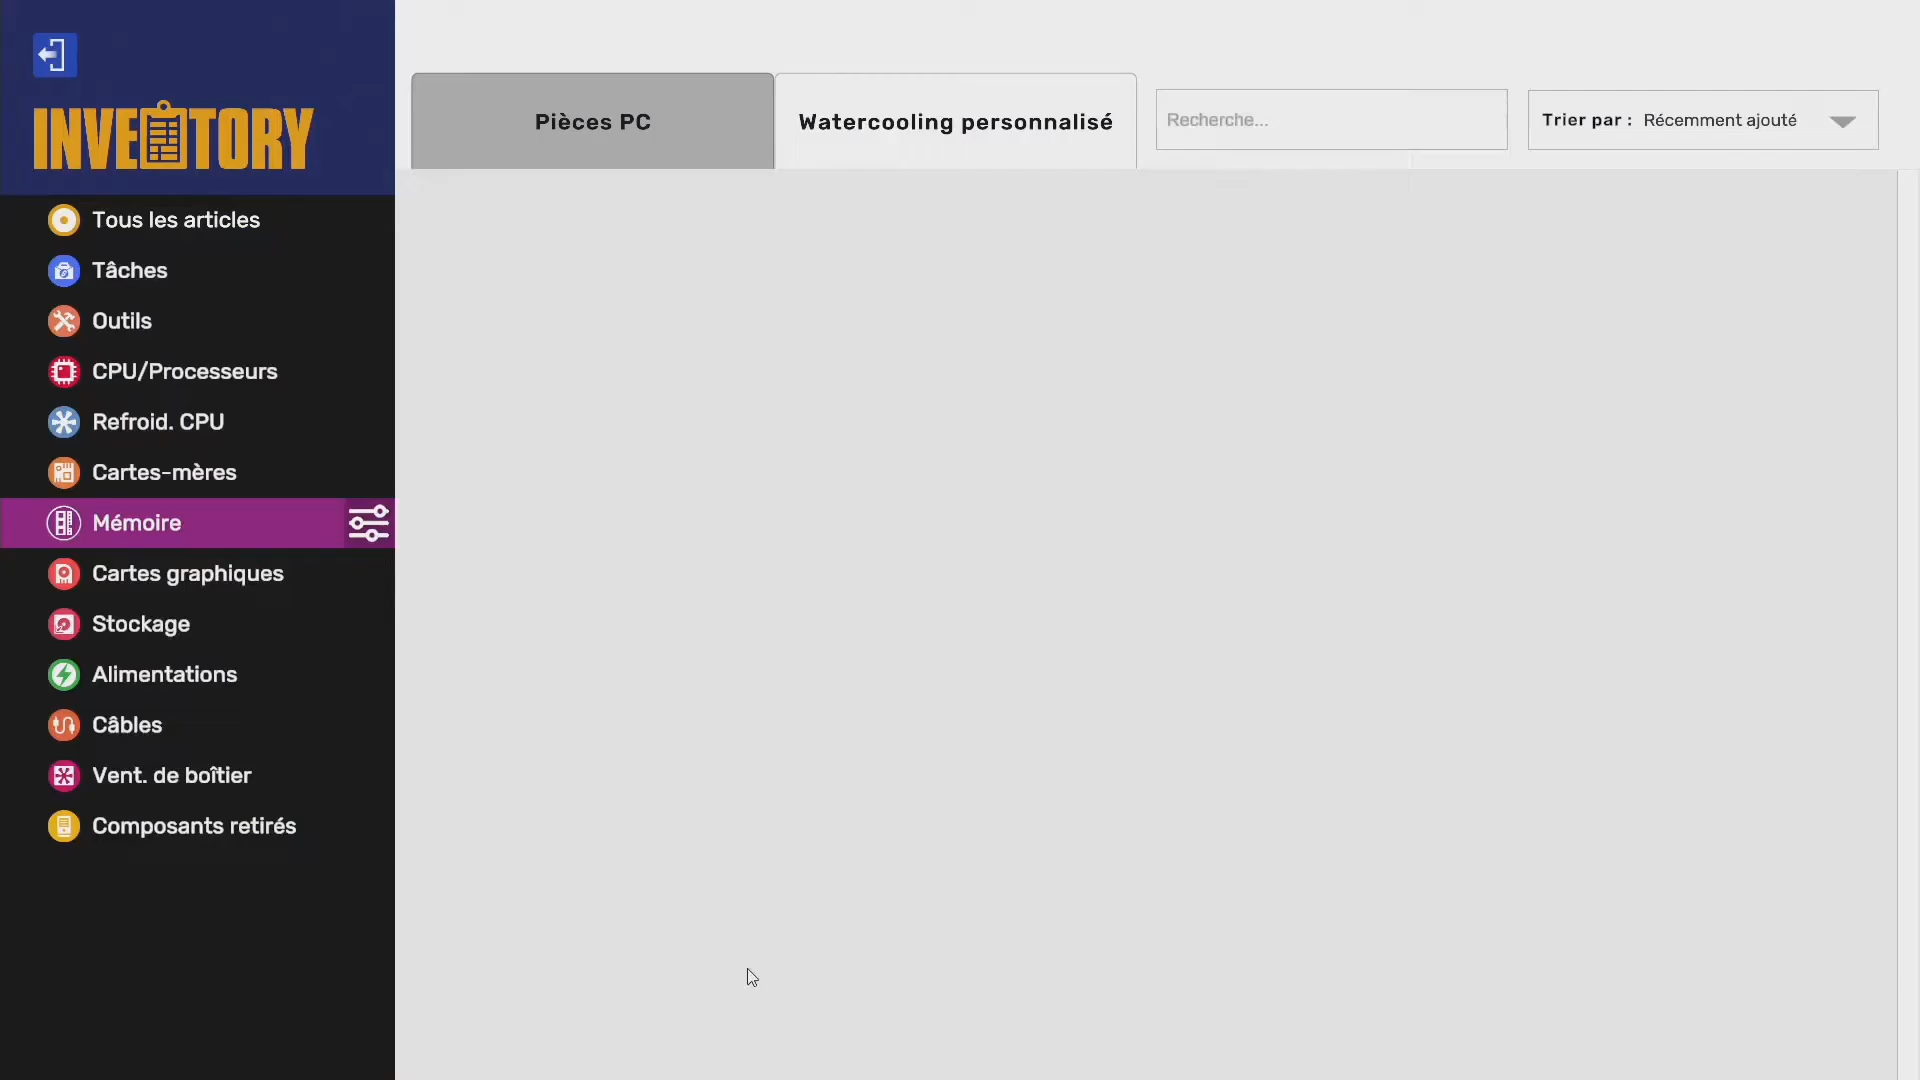 INVENTORY
Pièces PC
Watercooling personnalisé
Recherche...
Trier par : Récemment ajouté
Tous les articles
Tâches
Outils
CPU/Processeurs
Refroid. CPU
Cartes-mères
Mémoire
Cartes graphiques
Stockage
Alimentations
Câbles
Vent. de boîtier
Composants retirés